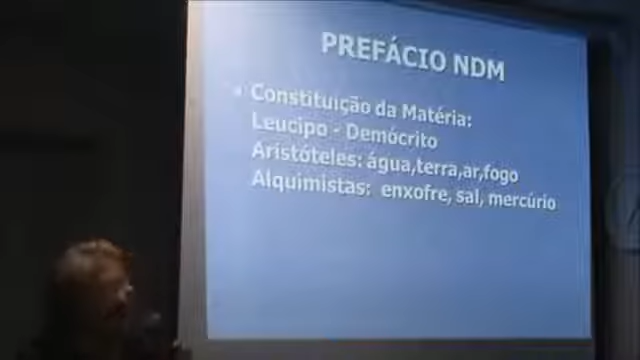 PREFÁCIO NDM
• Constituição da Matéria:
Leucipo - Demócrito
Aristóteles: água,terra,ar,fogo
Alquimistas: enxofre, sal, mercúrio